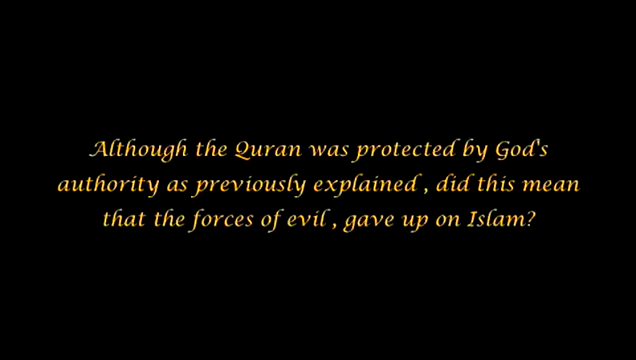 Although the Quran was protected by God's
authority as previously explained , did this mean
that the forces of evil , gave up on Islam?